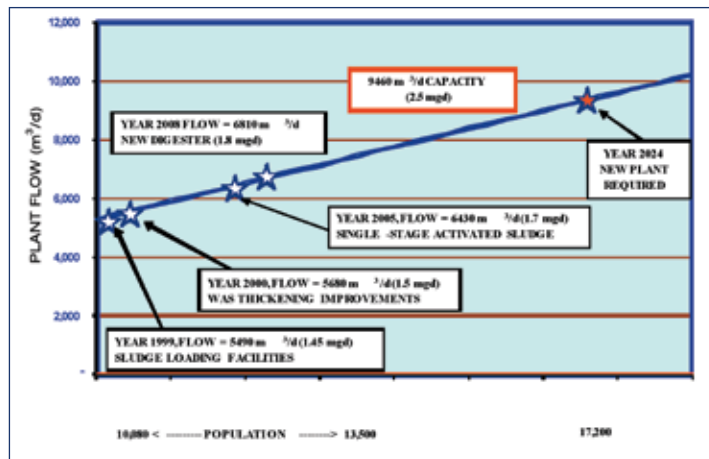 12,000
10,000
8,000
6,000
4,000
2,000
-
PLANT FLOW (m³/d)
9460 m ³/d CAPACITY
(2.5 mgd)
YEAR 2008 FLOW = 6810 m ³/d
NEW DIGESTER (1.8 mgd)
YEAR 2024
NEW PLANT
REQUIRED
YEAR 2005, FLOW = 6430 m ³/d (1.7 mgd)
SINGLE -STAGE ACTIVATED SLUDGE
YEAR 2000, FLOW = 5680 m ³/d (1.5 mgd)
WAS THICKENING IMPROVEMENTS
YEAR 1999, FLOW = 5490 m ³/d (1.45 mgd)
SLUDGE LOADING FACILITIES
10,080 < -------- POPULATION -------> 13,500 17,200